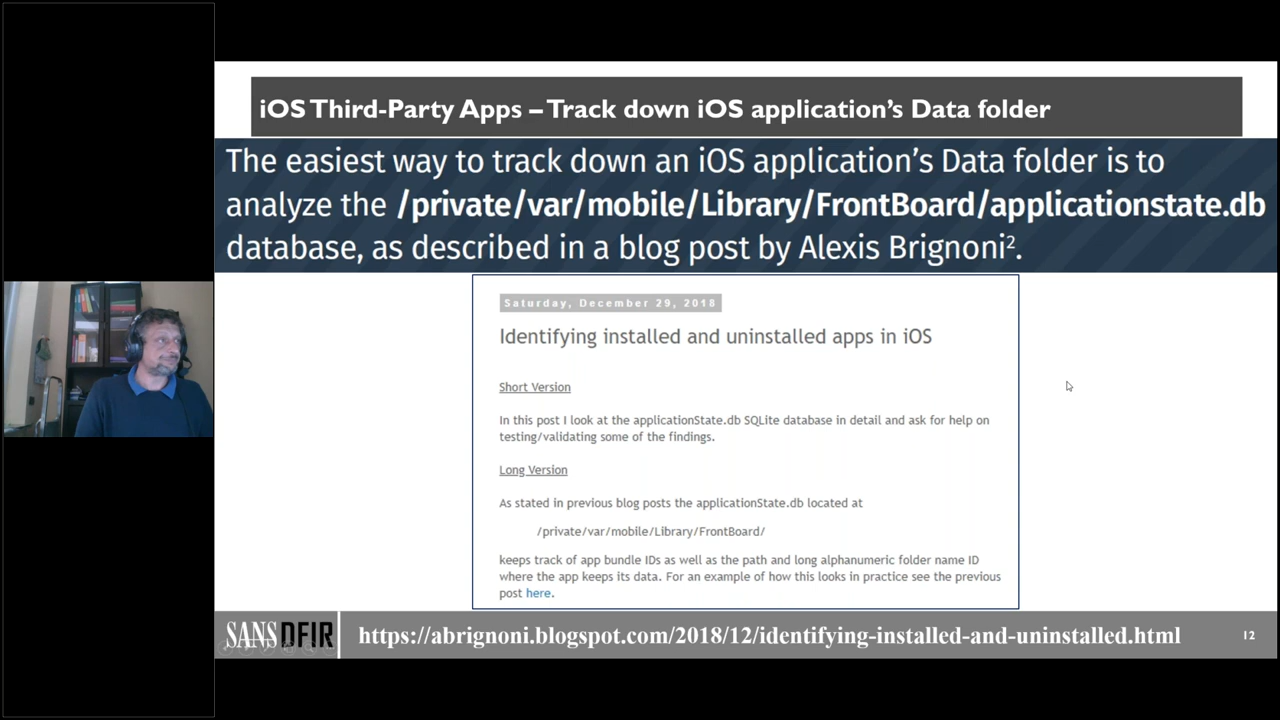 iOS Third-Party Apps – Track down iOS application's Data folder
The easiest way to track down an iOS application's Data folder is to
analyze the /private/var/mobile/Library/FrontBoard/applicationstate.db
database, as described in a blog post by Alexis Brignoni².
Saturday, December 29, 2018
Identifying installed and uninstalled apps in iOS
Short Version
In this post I look at the applicationState.db SQLite database in detail and ask for help on
testing/validating some of the findings.
Long Version
As stated in previous blog posts the applicationState.db located at
/private/var/mobile/Library/FrontBoard/
keeps track of app bundle IDs as well as the path and long alphanumeric folder name ID
where the app keeps its data. For an example of how this looks in practice see the previous
post here.
SANS DFIR https://abrignoni.blogspot.com/2018/12/identifying-installed-and-uninstalled.html 12